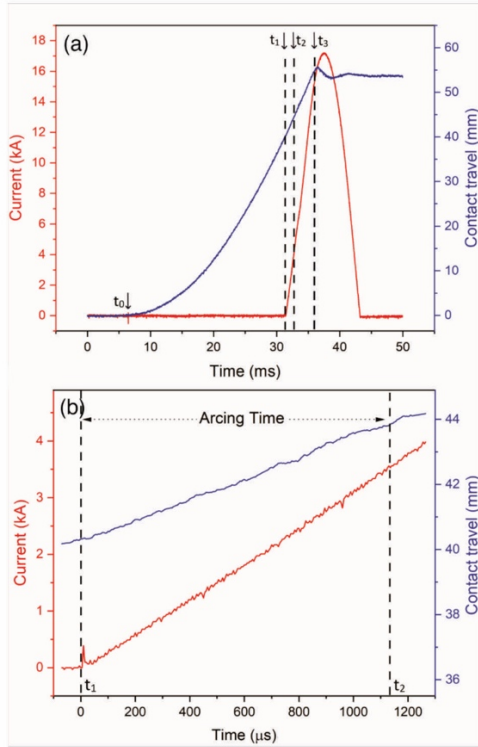 (a)
t₁ t₂ t₃
t₀
18
16
14
12
10
8
6
4
2
0
Current (kA)
60
50
40
30
20
10
0
Contact travel (mm)
0 10 20 30 40 50
Time (ms)
(b)
Arcing Time
4
3
2
1
0
Current (kA)
44
42
40
38
36
Contact travel (mm)
t₁ t₂
0 200 400 600 800 1000 1200
Time (μs)